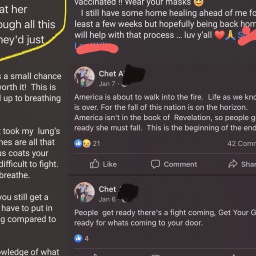 at her
ough all this
ney'd just
s a small chance
orth it! This is
d up to breathing
t took my lung's
nes are all that
ns coats your
difficult to fight.
breathe.
you still get a
have to put in
ng compared to
owledge of what
vaccinated !! Wear your masks 😷
I still have some home healing ahead of me fo
least a few weeks but hopefully being back hom
will help with that process ... luv y'all ❤️🙏
Chet A
Jan 7 ·
America is about to walk into the fire. Life as we know
is over. For the fall of this nation is on the horizon.
America isn't in the book of Revelation, so people g
ready she must fall. This is the beginning of the end
21
42 Comm
Like
Comment
Shar
Chet
Jan 6 ·
People get ready there's a fight coming, Get Your G
ready for whats coming to your door.
4